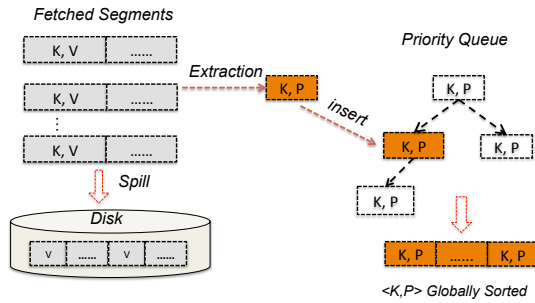 Fetched Segments
K, V ......
Extraction
K, P
K, V ......
⋮
K, V ......
Spill
Disk
v ...... v ......
insert
Priority Queue
K, P
K, P
K, P
K, P
K, P ...... K, P
<K,P> Globally Sorted